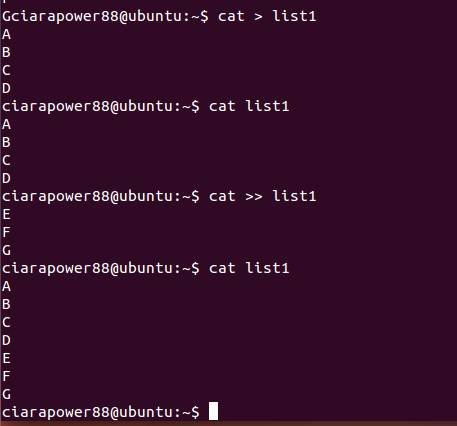 Gciarapower88@ubuntu:~$ cat > list1
A
B
C
D
ciarapower88@ubuntu:~$ cat list1
A
B
C
D
ciarapower88@ubuntu:~$ cat >> list1
E
F
G
ciarapower88@ubuntu:~$ cat list1
A
B
C
D
E
F
G
ciarapower88@ubuntu:~$